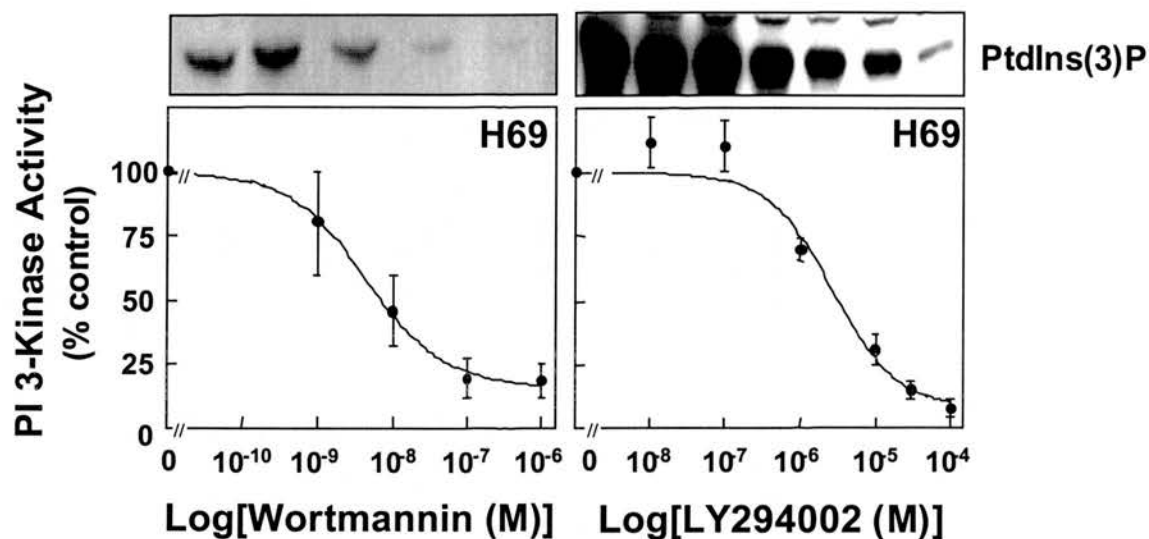 PtdIns(3)P
H69
H69
PI 3-Kinase Activity
(% control)
100
75
50
25
0
0 10⁻¹⁰ 10⁻⁹ 10⁻⁸ 10⁻⁷ 10⁻⁶
0 10⁻⁸ 10⁻⁷ 10⁻⁶ 10⁻⁵ 10⁻⁴
Log[Wortmannin (M)]
Log[LY294002 (M)]